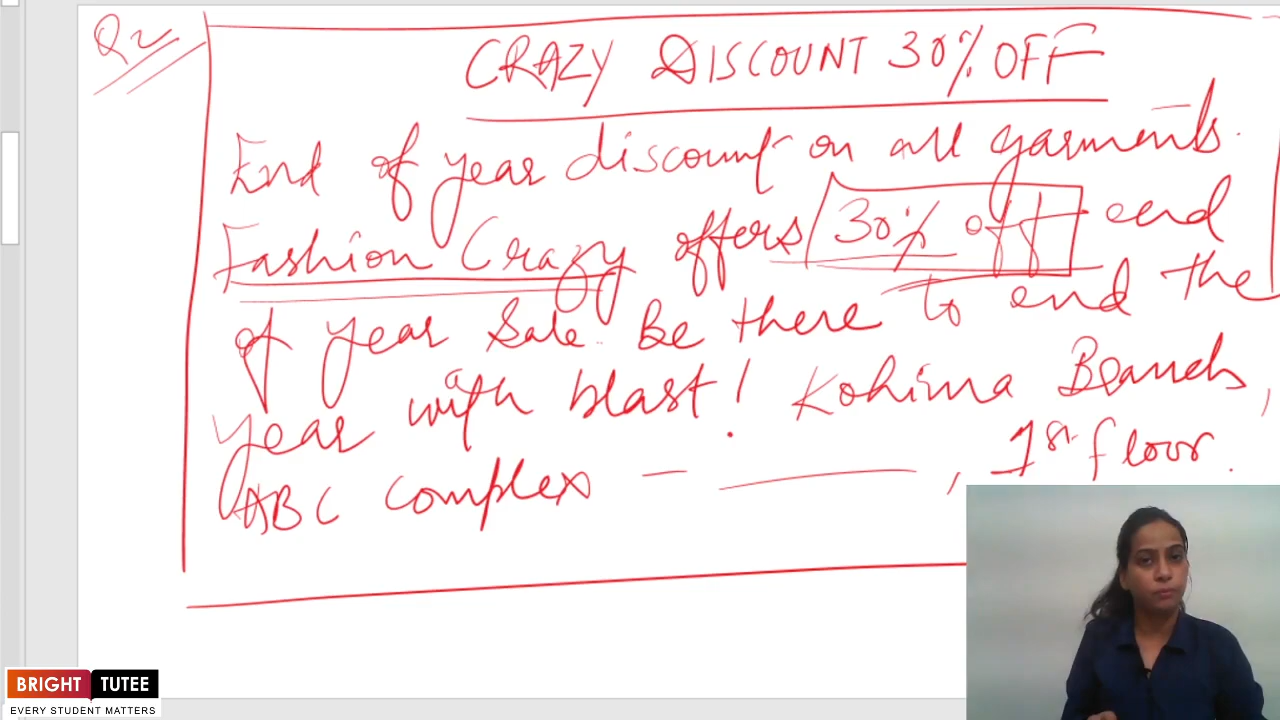 Q2
CRAZY DISCOUNT 30% OFF
End of year discount on all garments.
Fashion Crazy offers 30% off end
of year Sale. Be there to end the
year with a blast! Kohima Branch,
ABC Complex — ———, 1st floor.
BRIGHT TUTEE
EVERY STUDENT MATTERS